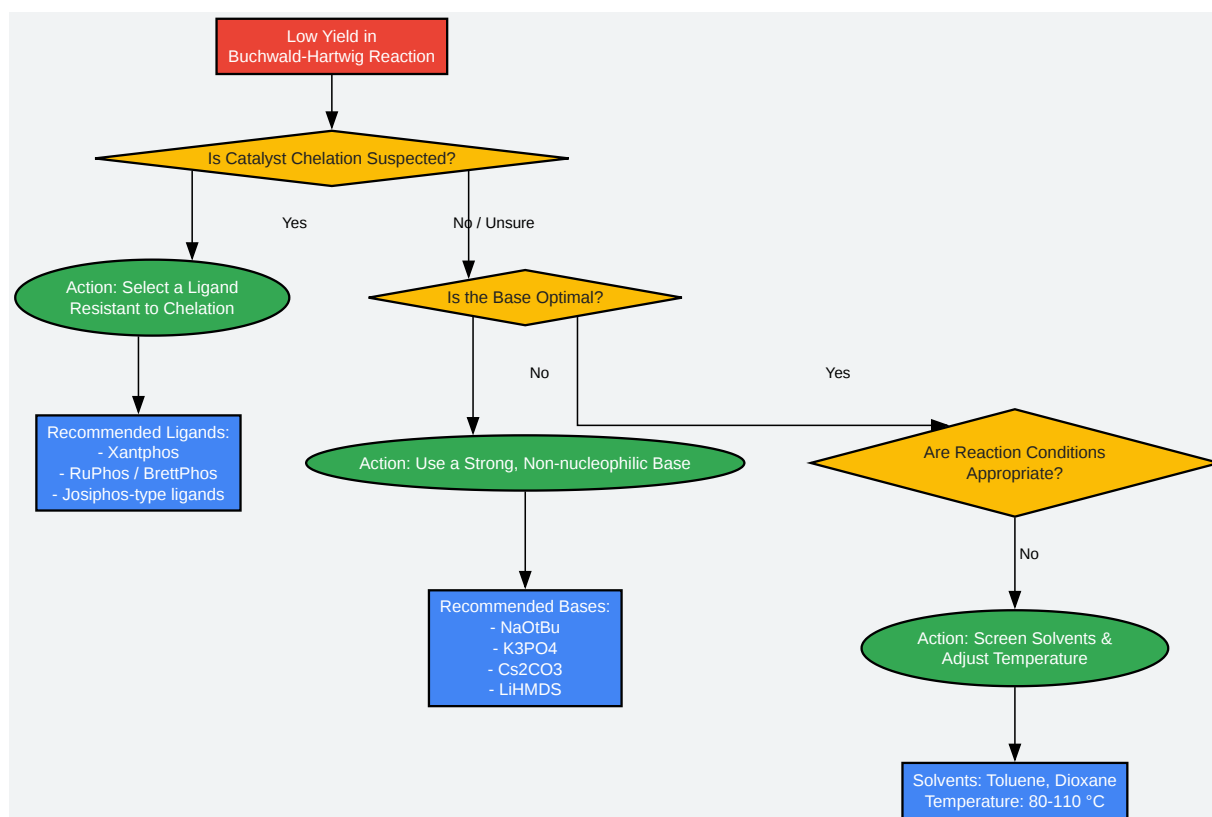 Low Yield in
Buchwald-Hartwig Reaction
Is Catalyst Chelation Suspected?
Yes
No / Unsure
Action: Select a Ligand
Resistant to Chelation
Is the Base Optimal?
No
Yes
Recommended Ligands:
- Xantphos
- RuPhos / BrettPhos
- Josiphos-type ligands
Action: Use a Strong, Non-nucleophilic Base
Are Reaction Conditions
Appropriate?
No
Recommended Bases:
- NaOtBu
- K3PO4
- Cs2CO3
- LiHMDS
Action: Screen Solvents &
Adjust Temperature
Solvents: Toluene, Dioxane
Temperature: 80-110 °C